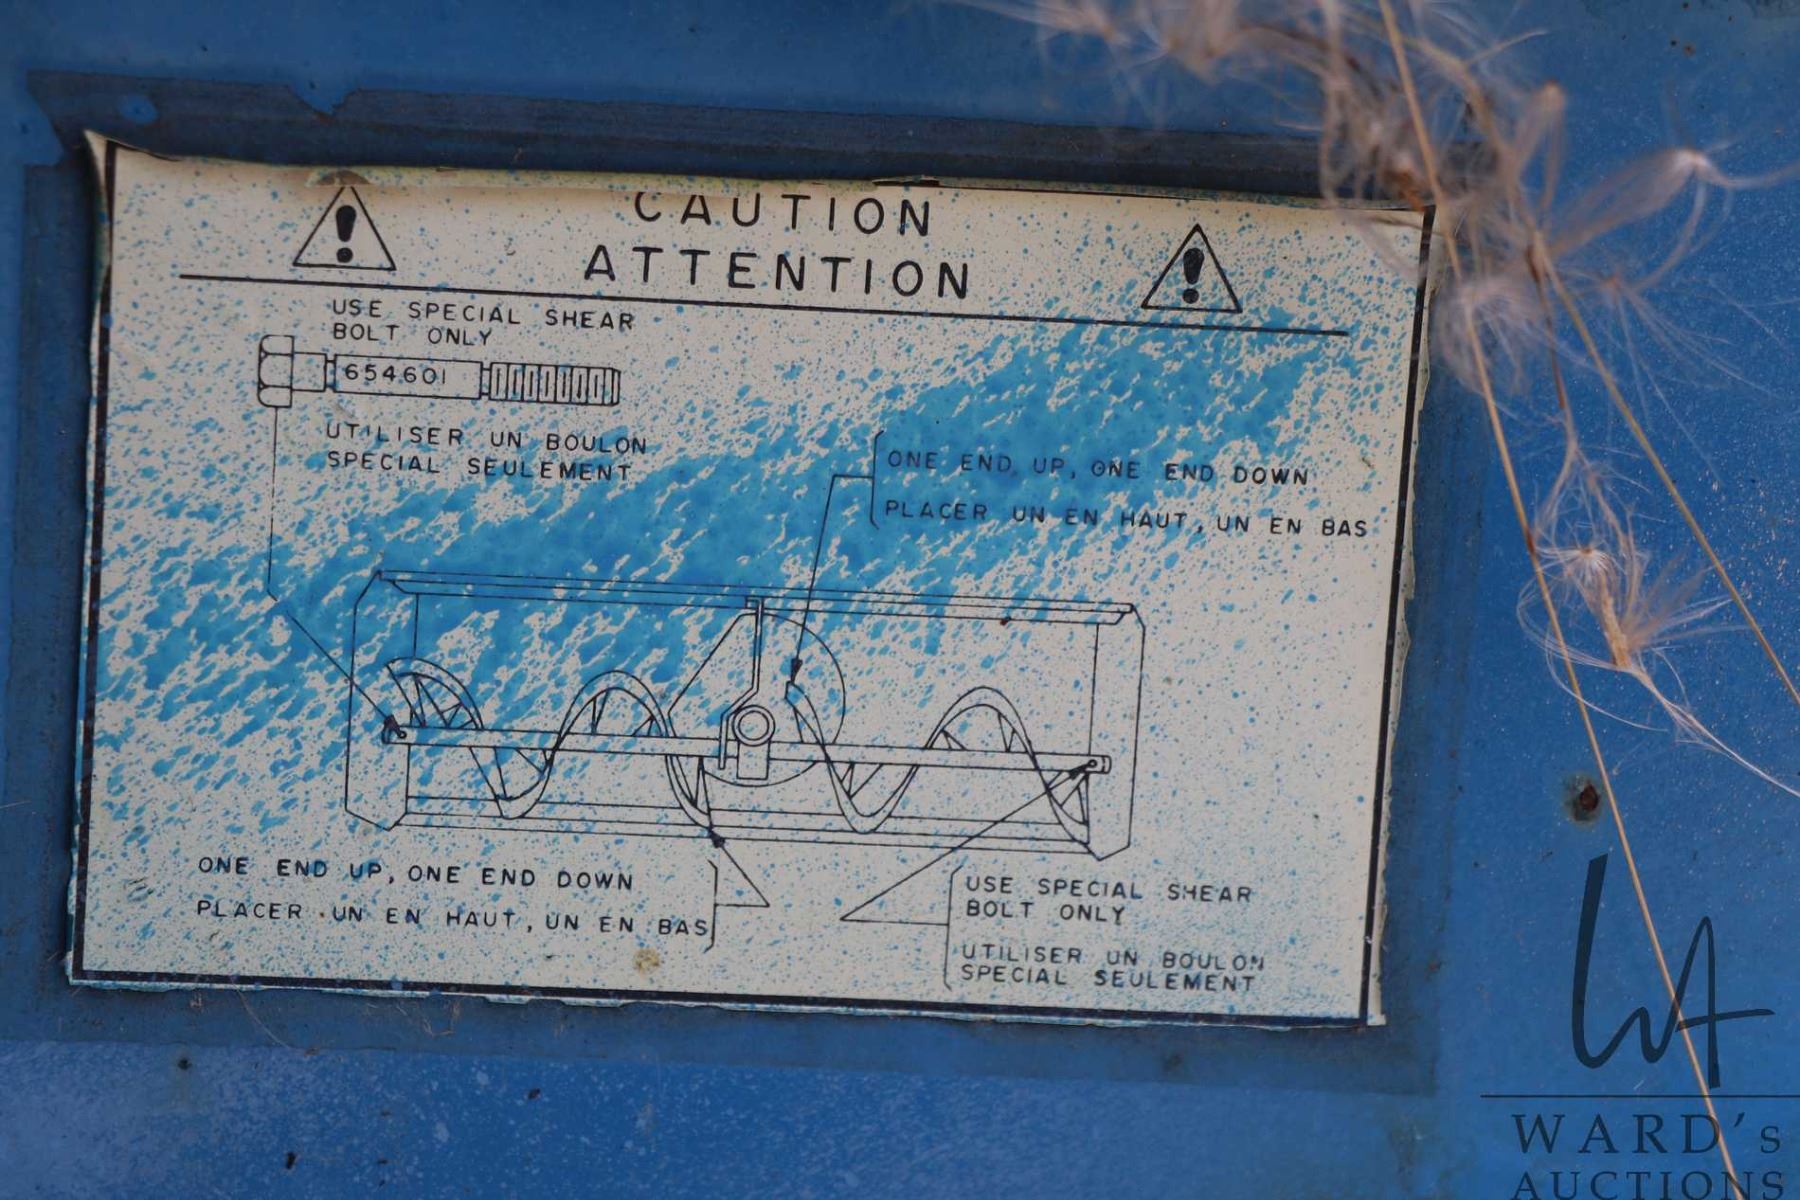 CAUTION
ATTENTION
USE SPECIAL SHEAR
BOLT ONLY
654601
UTILISER UN BOULON
SPECIAL SEULEMENT
ONE END UP, ONE END DOWN
PLACER UN EN HAUT, UN EN BAS
ONE END UP, ONE END DOWN
PLACER UN EN HAUT, UN EN BAS
USE SPECIAL SHEAR
BOLT ONLY
UTILISER UN BOULON
SPECIAL SEULEMENT
WA
WARD's
AUCTIONS